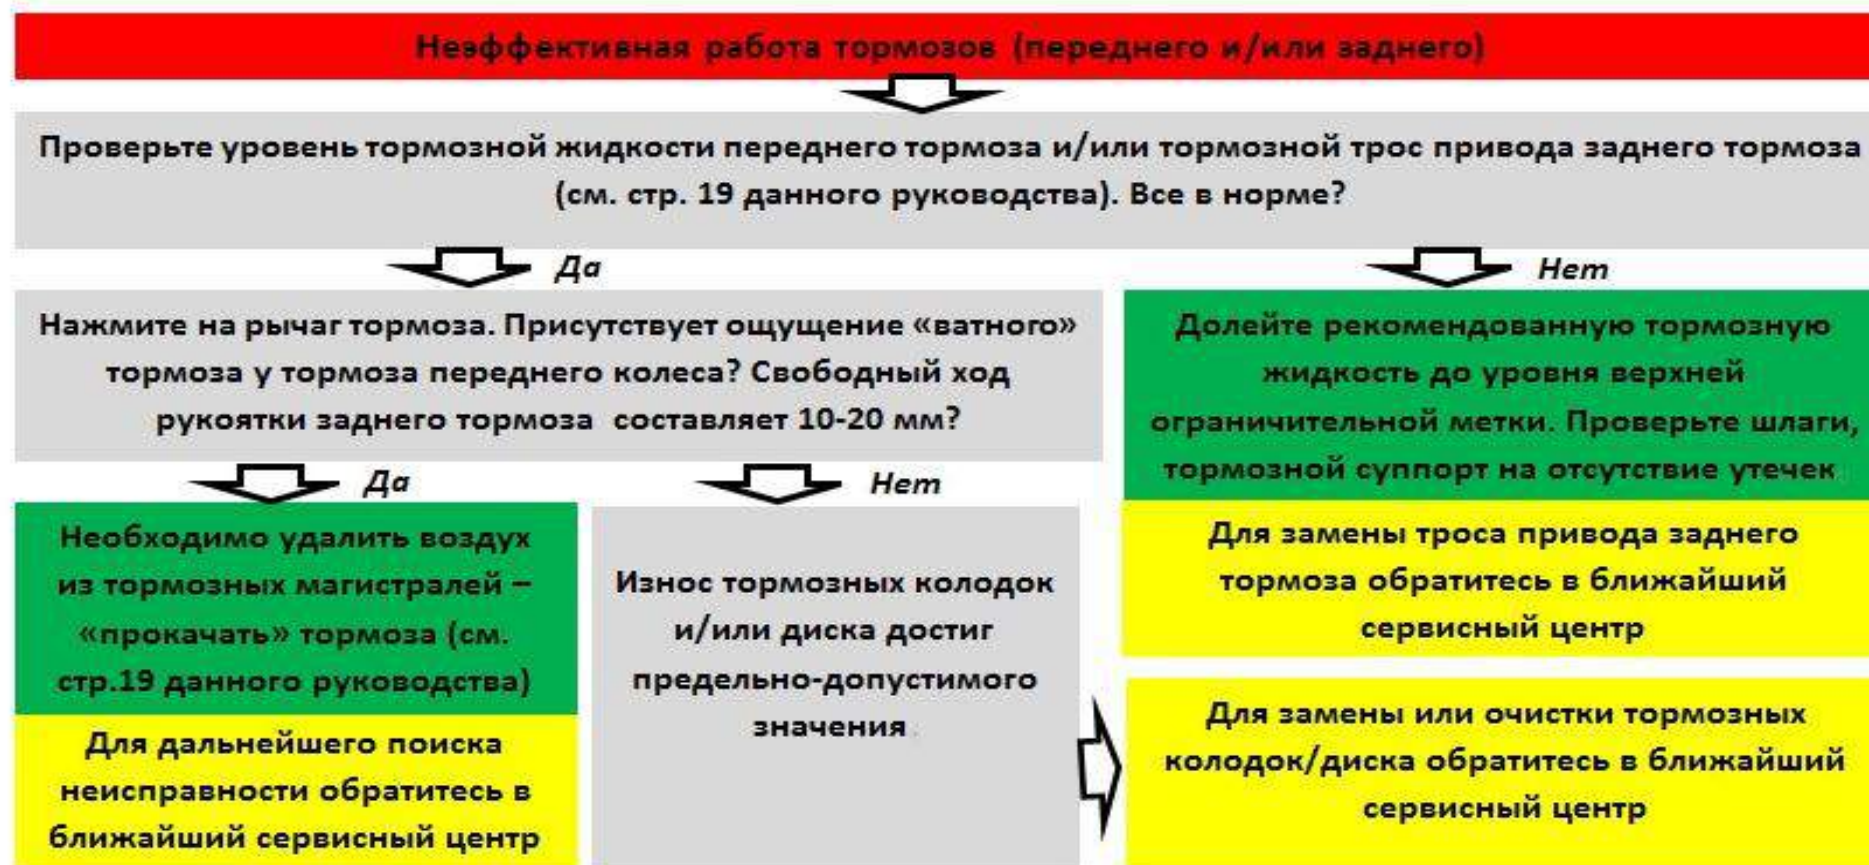 Неэффективная работа тормозов (переднего и/или заднего)
Проверьте уровень тормозной жидкости переднего тормоза и/или тормозной трос привода заднего тормоза
(см. стр. 19 данного руководства). Все в норме?
Да
Нет
Нажмите на рычаг тормоза. Присутствует ощущение «ватного»
тормоза у тормоза переднего колеса? Свободный ход
рукоятки заднего тормоза составляет 10-20 мм?
Долейте рекомендованную тормозную
жидкость до уровня верхней
ограничительной метки. Проверьте шлаги,
тормозной суппорт на отсутствие утечек
Для замены троса привода заднего
тормоза обратитесь в ближайший
сервисный центр
Да
Нет
Необходимо удалить воздух
из тормозных магистралей –
«прокачать» тормоза (см.
стр.19 данного руководства)
Для дальнейшего поиска
неисправности обратитесь в
ближайший сервисный центр
Износ тормозных колодок
и/или диска достиг
предельно-допустимого
значения
Для замены или очистки тормозных
колодок/диска обратитесь в ближайший
сервисный центр